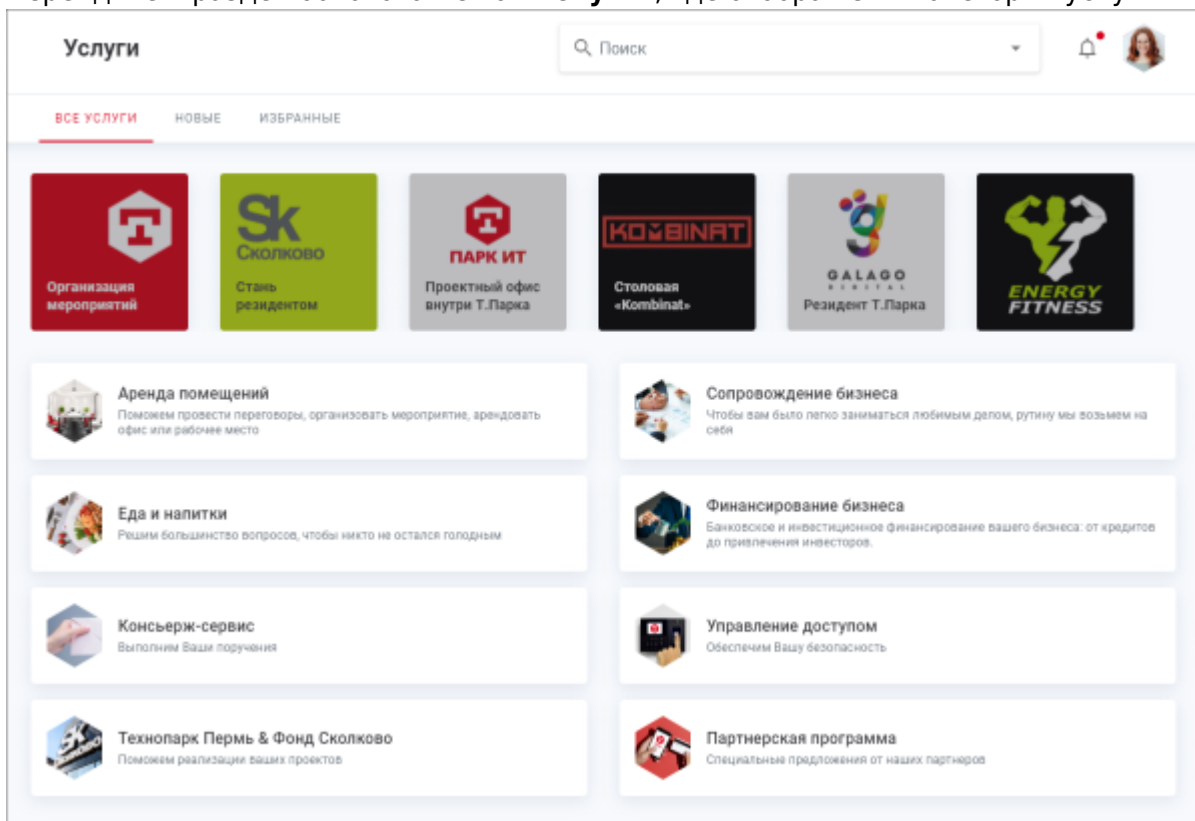 Услуги
Поиск
ВСЕ УСЛУГИ НОВЫЕ ИЗБРАННЫЕ
Организация
мероприятий
Sk
Сколково
Стань
резидентом
ПАРК ИТ
Проектный офис
внутри Т.Парка
KOMBINAT
Столовая
«Kombinat»
GALAGO
DIGITAL
Резидент Т.Парка
ENERGY
FITNESS
Аренда помещений
Поможем провести переговоры, организовать мероприятие, арендовать
офис или рабочее место
Сопровождение бизнеса
Чтобы вам было легко заниматься любимым делом, рутину мы возьмем на
себя
Еда и напитки
Решим большинство вопросов, чтобы никто не остался голодным
Финансирование бизнеса
Банковское и инвестиционное финансирование вашего бизнеса: от кредитов
до привлечения инвесторов.
Консьерж-сервис
Выполним Ваши поручения
Управление доступом
Обеспечим Вашу безопасность
Технопарк Пермь & Фонд Сколково
Поможем реализации ваших проектов
Партнерская программа
Специальные предложения от наших партнеров